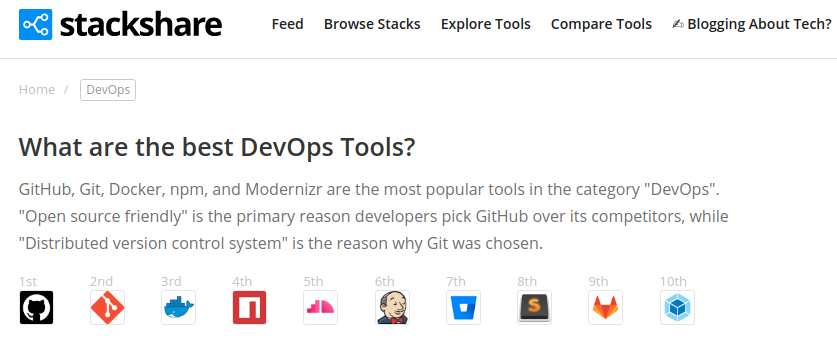 stackshare
Feed Browse Stacks Explore Tools Compare Tools ✍ Blogging About Tech?
Home / DevOps
What are the best DevOps Tools?
GitHub, Git, Docker, npm, and Modernizr are the most popular tools in the category "DevOps".
"Open source friendly" is the primary reason developers pick GitHub over its competitors, while
"Distributed version control system" is the reason why Git was chosen.
1st 2nd 3rd 4th 5th 6th 7th 8th 9th 10th